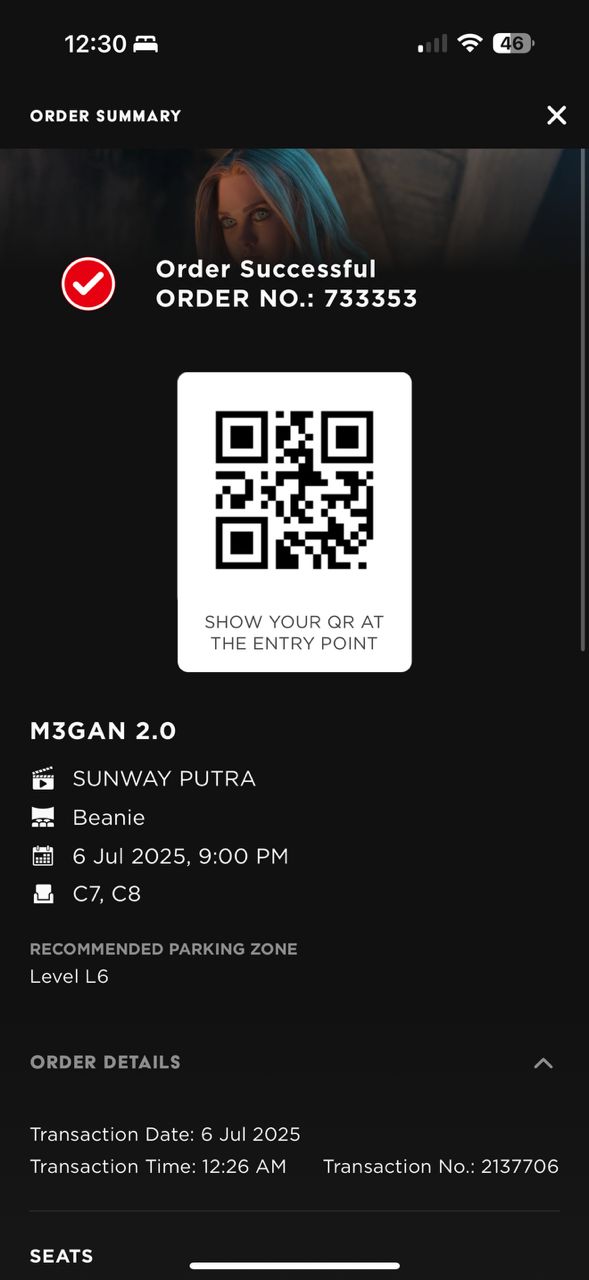 12:30
46
ORDER SUMMARY
Order Successful
ORDER NO.: 733353
SHOW YOUR QR AT
THE ENTRY POINT
M3GAN 2.0
SUNWAY PUTRA
Beanie
6 Jul 2025, 9:00 PM
C7, C8
RECOMMENDED PARKING ZONE
Level L6
ORDER DETAILS
Transaction Date: 6 Jul 2025
Transaction Time: 12:26 AM Transaction No.: 2137706
SEATS